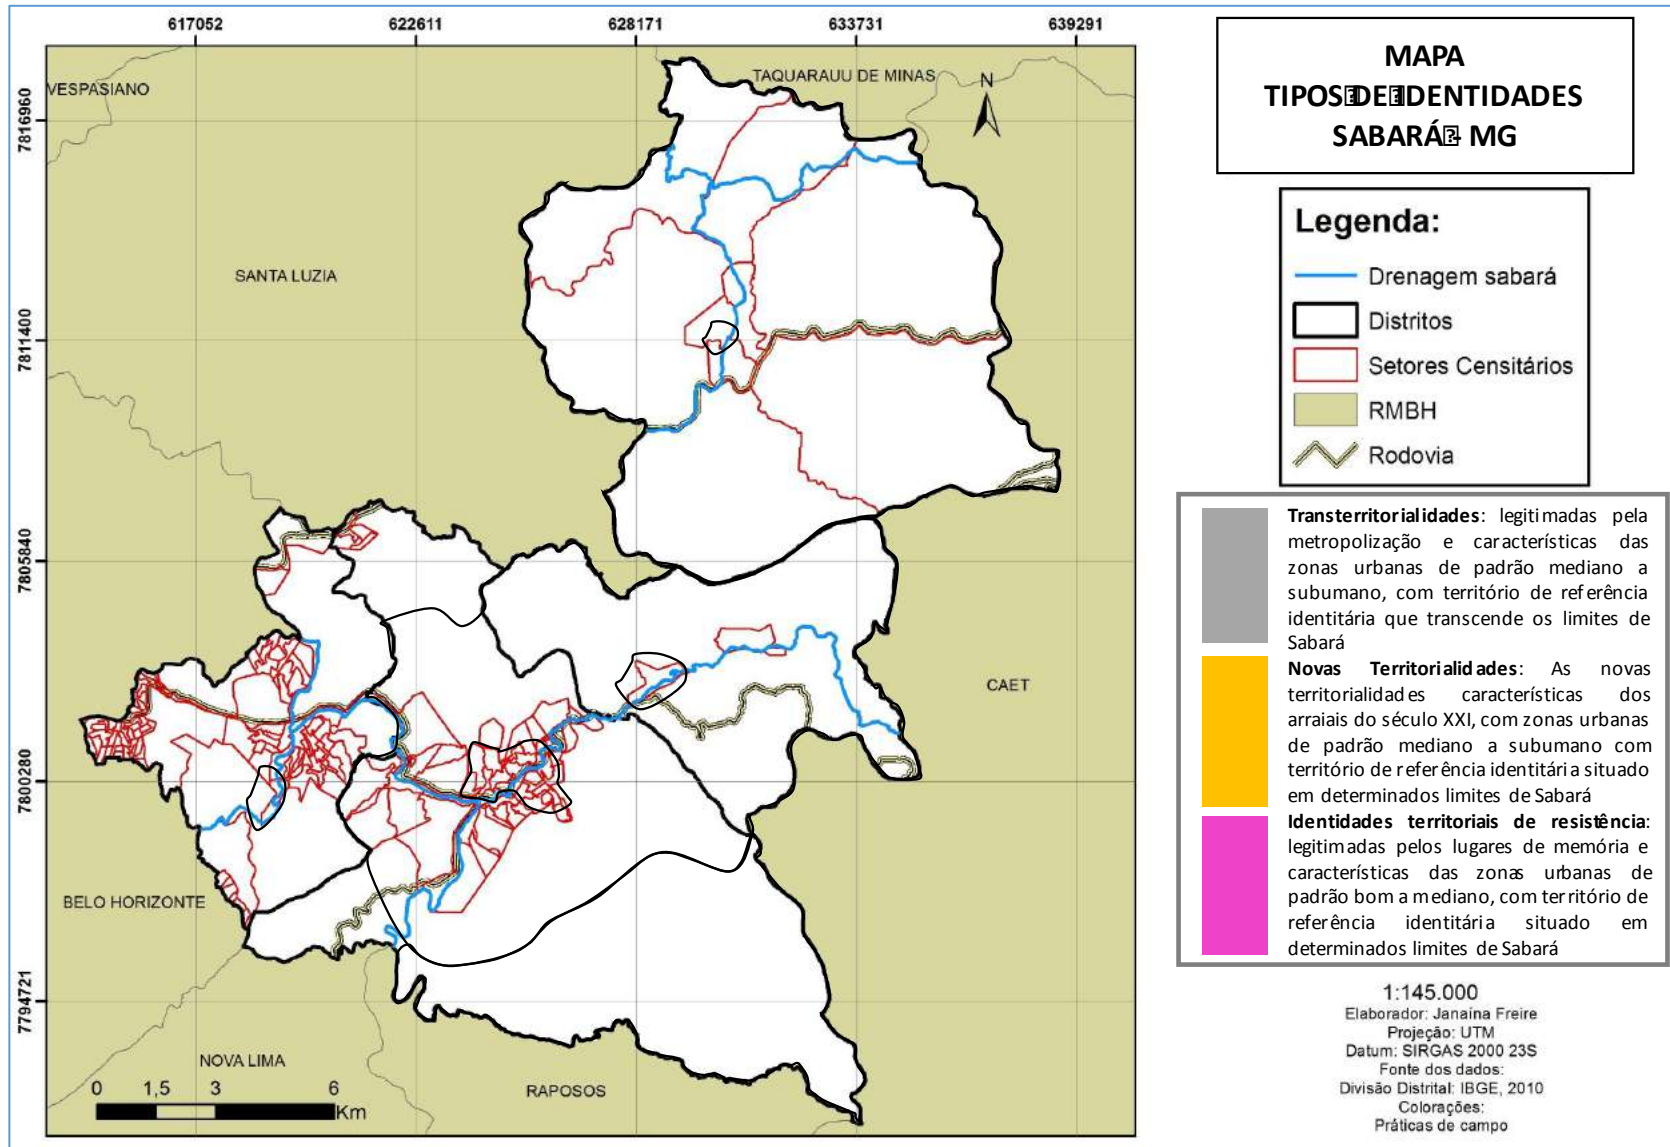 617052
622611
628171
633731
639291
7816960
7811400
7805840
7800280
7794721
VESPASIANO
TAQUARAUU DE MINAS
N
SANTA LUZIA
CAET
BELO HORIZONTE
NOVA LIMA
RAPOSOS
0 1,5 3 6
Km
MAPA
TIPOS DE IDENTIDADES
SABARÁ - MG
Legenda:
Drenagem sabará
Distritos
Setores Censitários
RMBH
Rodovia
Transterritorialidades: legitimadas pela
metropolização e características das
zonas urbanas de padrão mediano a
subumano, com território de referência
identitária que transcende os limites de
Sabará
Novas Territorialidades: As novas
territorialidades características dos
arraiais do século XXI, com zonas urbanas
de padrão mediano a subumano com
território de referência identitária situado
em determinados limites de Sabará
Identidades territoriais de resistência:
legitimadas pelos lugares de memória e
características das zonas urbanas de
padrão bom a mediano, com território de
referência identitária situado em
determinados limites de Sabará
1:145.000
Elaborador: Janaína Freire
Projeção: UTM
Datum: SIRGAS 2000 23S
Fonte dos dados:
Divisão Distrital: IBGE, 2010
Colorações:
Práticas de campo